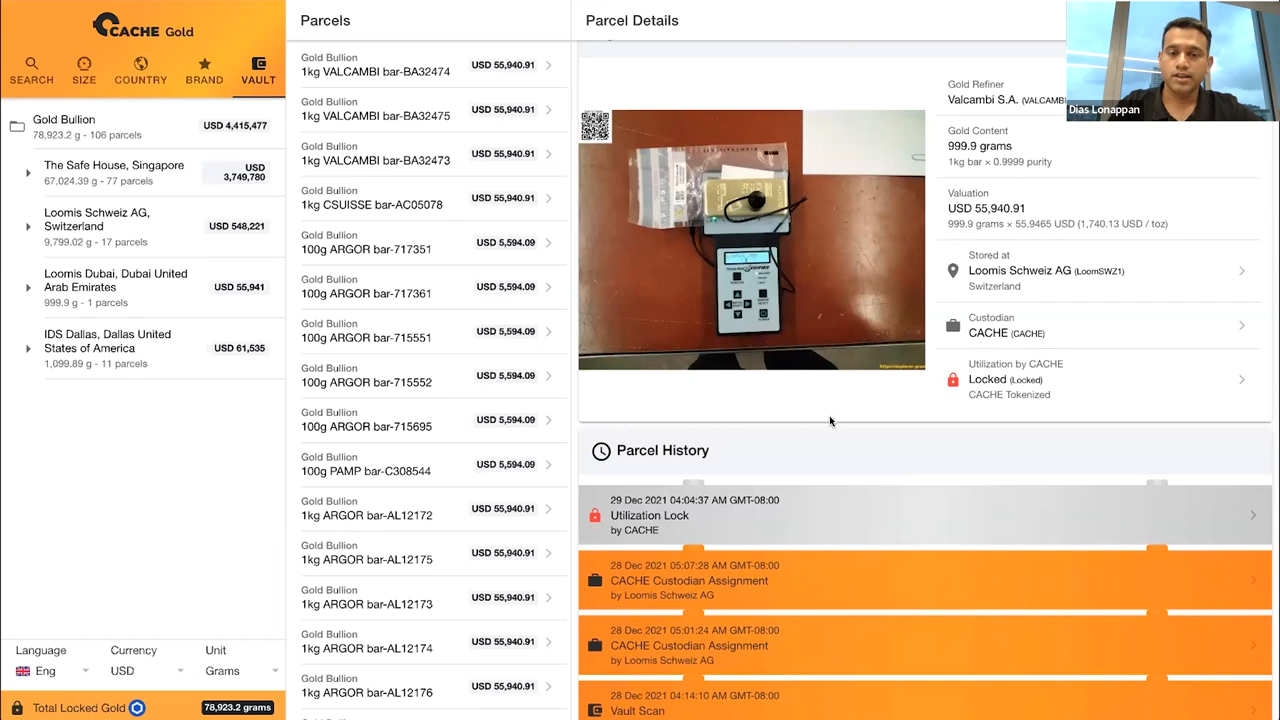 CACHE Gold
SEARCH
SIZE
COUNTRY
BRAND
VAULT
Gold Bullion
78,923.2 g - 106 parcels
USD 4,415,477
The Safe House, Singapore
67,024.39 g - 77 parcels
USD
3,749,780
Loomis Schweiz AG,
Switzerland
9,799.02 g - 17 parcels
USD 548,221
Loomis Dubai, Dubai United
Arab Emirates
999.9 g - 1 parcels
USD 55,941
IDS Dallas, Dallas United
States of America
1,099.89 g - 11 parcels
USD 61,535
Language
Eng
Currency
USD
Unit
Grams
Total Locked Gold
78,923.2 grams
Parcels
Gold Bullion
1kg VALCAMBI bar-BA32474
USD 55,940.91
Gold Bullion
1kg VALCAMBI bar-BA32475
USD 55,940.91
Gold Bullion
1kg VALCAMBI bar-BA32473
USD 55,940.91
Gold Bullion
1kg CSUISSE bar-AC05078
USD 55,940.91
Gold Bullion
100g ARGOR bar-717351
USD 5,594.09
Gold Bullion
100g ARGOR bar-717361
USD 5,594.09
Gold Bullion
100g ARGOR bar-715551
USD 5,594.09
Gold Bullion
100g ARGOR bar-715552
USD 5,594.09
Gold Bullion
100g ARGOR bar-715695
USD 5,594.09
Gold Bullion
100g PAMP bar-C308544
USD 5,594.09
Gold Bullion
1kg ARGOR bar-AL12172
USD 55,940.91
Gold Bullion
1kg ARGOR bar-AL12175
USD 55,940.91
Gold Bullion
1kg ARGOR bar-AL12173
USD 55,940.91
Gold Bullion
1kg ARGOR bar-AL12174
USD 55,940.91
Gold Bullion
1kg ARGOR bar-AL12176
USD 55,940.91
Parcel Details
Gold Refiner
Valcambi S.A. (VALCAMBI
Dias Lonappan
Gold Content
999.9 grams
1kg bar × 0.9999 purity
Valuation
USD 55,940.91
999.9 grams × 55.9465 USD (1,740.13 USD / toz)
Stored at
Loomis Schweiz AG (LoomSWZ1)
Switzerland
Custodian
CACHE (CACHE)
Utilization by CACHE
Locked (Locked)
CACHE Tokenized
Parcel History
29 Dec 2021 04:04:37 AM GMT-08:00
Utilization Lock
by CACHE
28 Dec 2021 05:07:28 AM GMT-08:00
CACHE Custodian Assignment
by Loomis Schweiz AG
28 Dec 2021 05:01:24 AM GMT-08:00
CACHE Custodian Assignment
by Loomis Schweiz AG
28 Dec 2021 04:14:10 AM GMT-08:00
Vault Scan